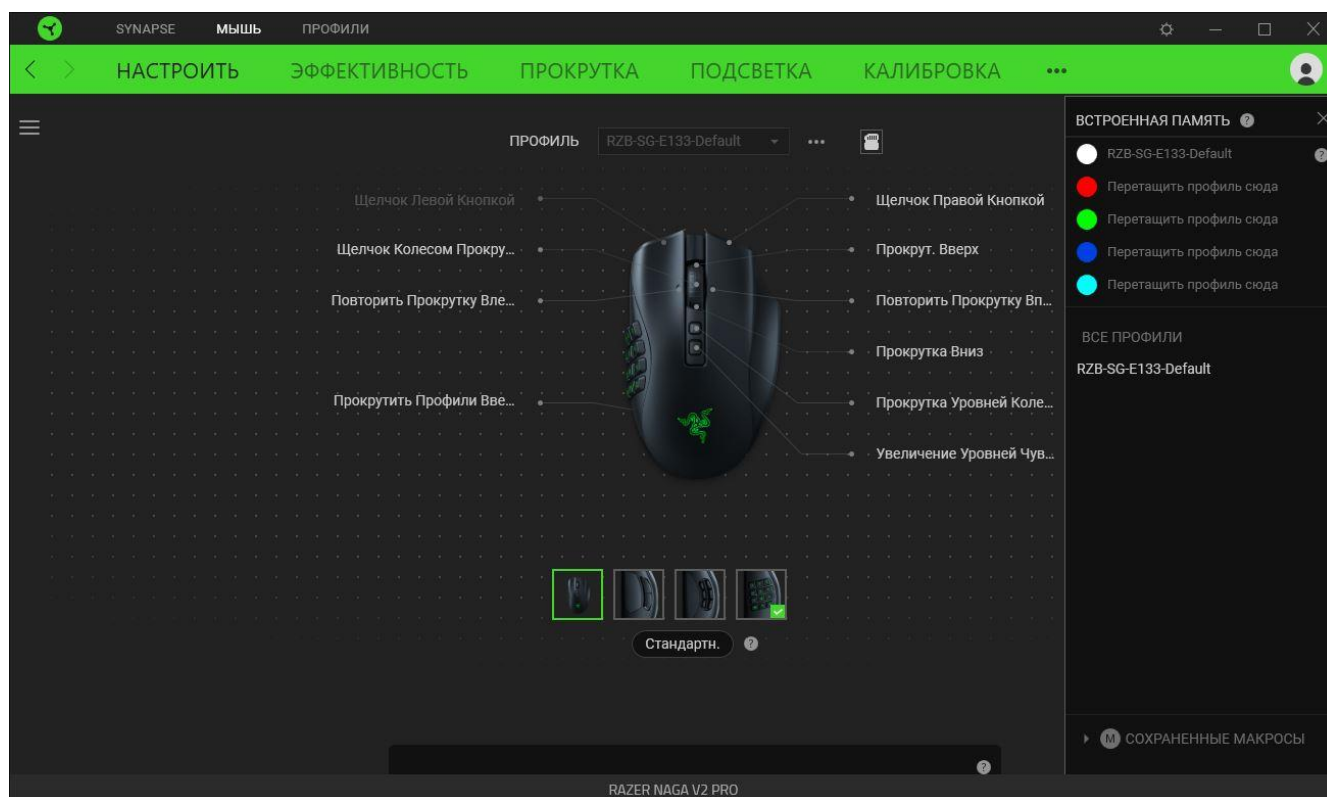 SYNAPSE МЫШЬ ПРОФИЛИ
НАСТРОИТЬ ЭФФЕКТИВНОСТЬ ПРОКРУТКА ПОДСВЕТКА КАЛИБРОВКА •••
ПРОФИЛЬ RZB-SG-E133-Default •••
Щелчок Левой Кнопкой
Щелчок Колесом Прокру...
Повторить Прокрутку Вле...
Прокрутить Профили Вве...
Щелчок Правой Кнопкой
Прокрут. Вверх
Повторить Прокрутку Вп...
Прокрутка Вниз
Прокрутка Уровней Коле...
Увеличение Уровней Чув...
Стандартн. ?
?
ВСТРОЕННАЯ ПАМЯТЬ ?
RZB-SG-E133-Default ?
Перетащить профиль сюда
Перетащить профиль сюда
Перетащить профиль сюда
Перетащить профиль сюда
ВСЕ ПРОФИЛИ
RZB-SG-E133-Default
M СОХРАНЕННЫЕ МАКРОСЫ
RAZER NAGA V2 PRO